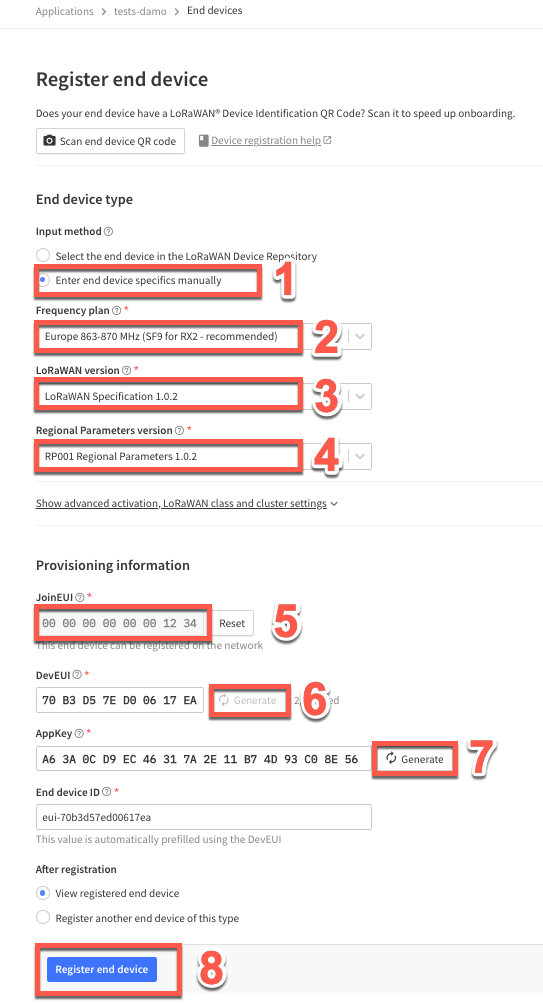 Applications > tests-damo > End devices
Register end device
Does your end device have a LoRaWAN® Device Identification QR Code? Scan it to speed up onboarding.
Scan end device QR code Device registration help
End device type
Input method
Select the end device in the LoRaWAN Device Repository
Enter end device specifics manually 1
Frequency plan *
Europe 863-870 MHz (SF9 for RX2 - recommended) 2
LoRaWAN version *
LoRaWAN Specification 1.0.2 3
Regional Parameters version *
RP001 Regional Parameters 1.0.2 4
Show advanced activation, LoRaWAN class and cluster settings
Provisioning information
JoinEUI *
00 00 00 00 00 00 12 34 Reset 5
This end device can be registered on the network
DevEUI *
70 B3 D5 7E D0 06 17 EA Generate 6
AppKey *
A6 3A 0C D9 EC 46 31 7A 2E 11 B7 4D 93 C0 8E 56 Generate 7
End device ID *
eui-70b3d57ed00617ea
This value is automatically prefilled using the DevEUI
After registration
View registered end device
Register another end device of this type
Register end device 8